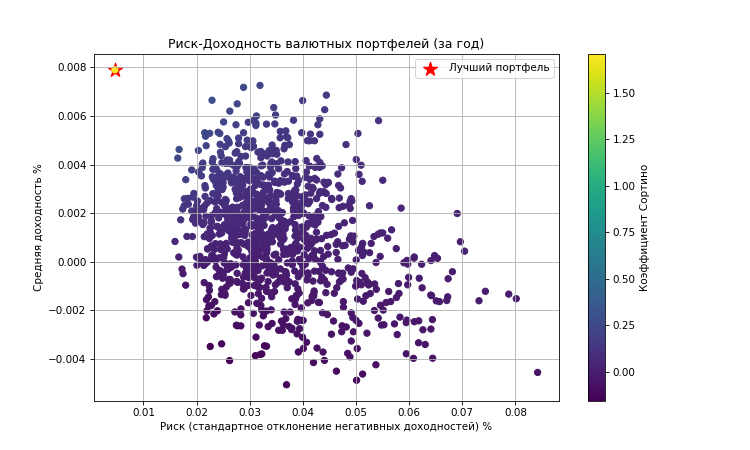 Риск-Доходность валютных портфелей (за год)
Лучший портфель
0.008
0.006
0.004
0.002
0.000
−0.002
−0.004
Средняя доходность %
0.01 0.02 0.03 0.04 0.05 0.06 0.07 0.08
Риск (стандартное отклонение негативных доходностей) %
1.50
1.25
1.00
0.75
0.50
0.25
0.00
Коэффициент Сортино